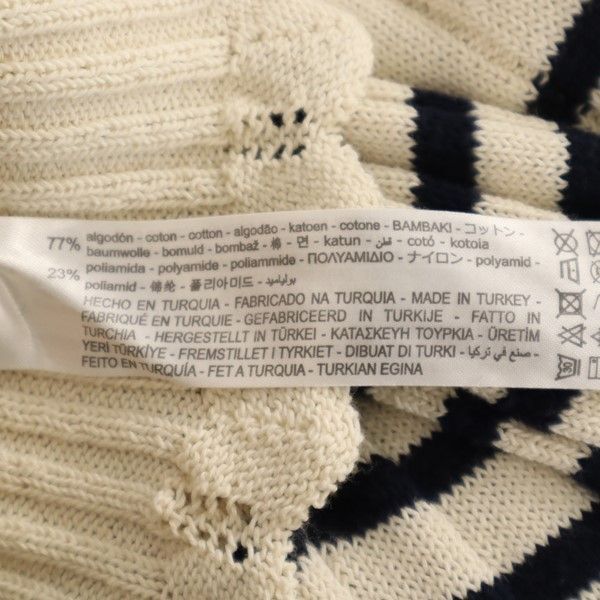 77% algodón - coton - cotton - algodão - katoen - cotone - BAMBAKI - コットン -
baumwolle - bomuld - bombaž - 棉 - 면 - katun - قطن - cotó - kotoia
23% poliamida - polyamide - poliammide - ΠΟΛΥΑΜΙΔΙΟ - ナイロン - polyamid -
poliamid - 锦纶 - 폴리아미드 - بولياميد
HECHO EN TURQUIA - FABRICADO NA TURQUIA - MADE IN TURKEY -
FABRIQUÉ EN TURQUIE - GEFABRICEERD IN TURKIJE - FATTO IN
TURCHIA - HERGESTELLT IN TÜRKEI - ΚΑΤΑΣΚΕΥΗ ΤΟΥΡΚΙΑ - ÜRETİM
YERİ TÜRKİYE - FREMSTILLET I TYRKIET - DIBUAT DI TURKI - صنع في تركيا -
FEITO EN TURQUÍA - FET A TURQUIA - TURKIAN EGINA
30